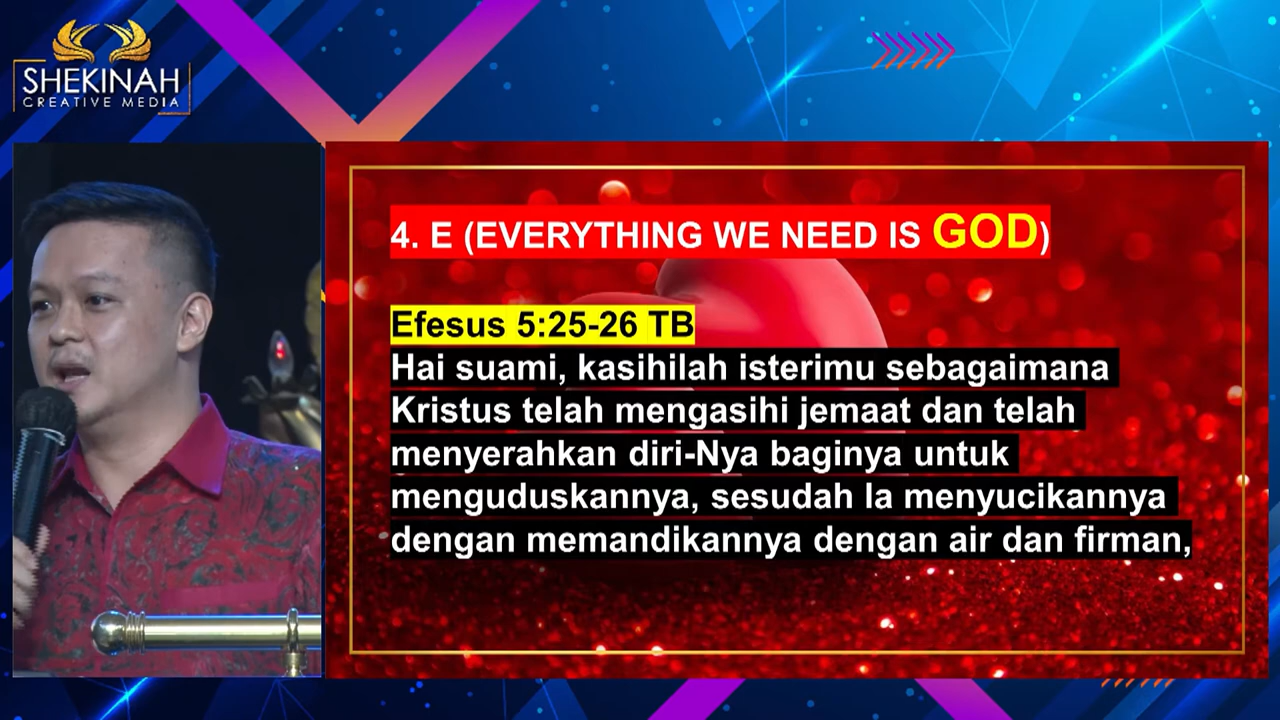 SHEKINAH
CREATIVE MEDIA
4. E (EVERYTHING WE NEED IS GOD)
Efesus 5:25-26 TB
Hai suami, kasihilah isterimu sebagaimana
Kristus telah mengasihi jemaat dan telah
menyerahkan diri-Nya baginya untuk
menguduskannya, sesudah Ia menyucikannya
dengan memandikannya dengan air dan firman,